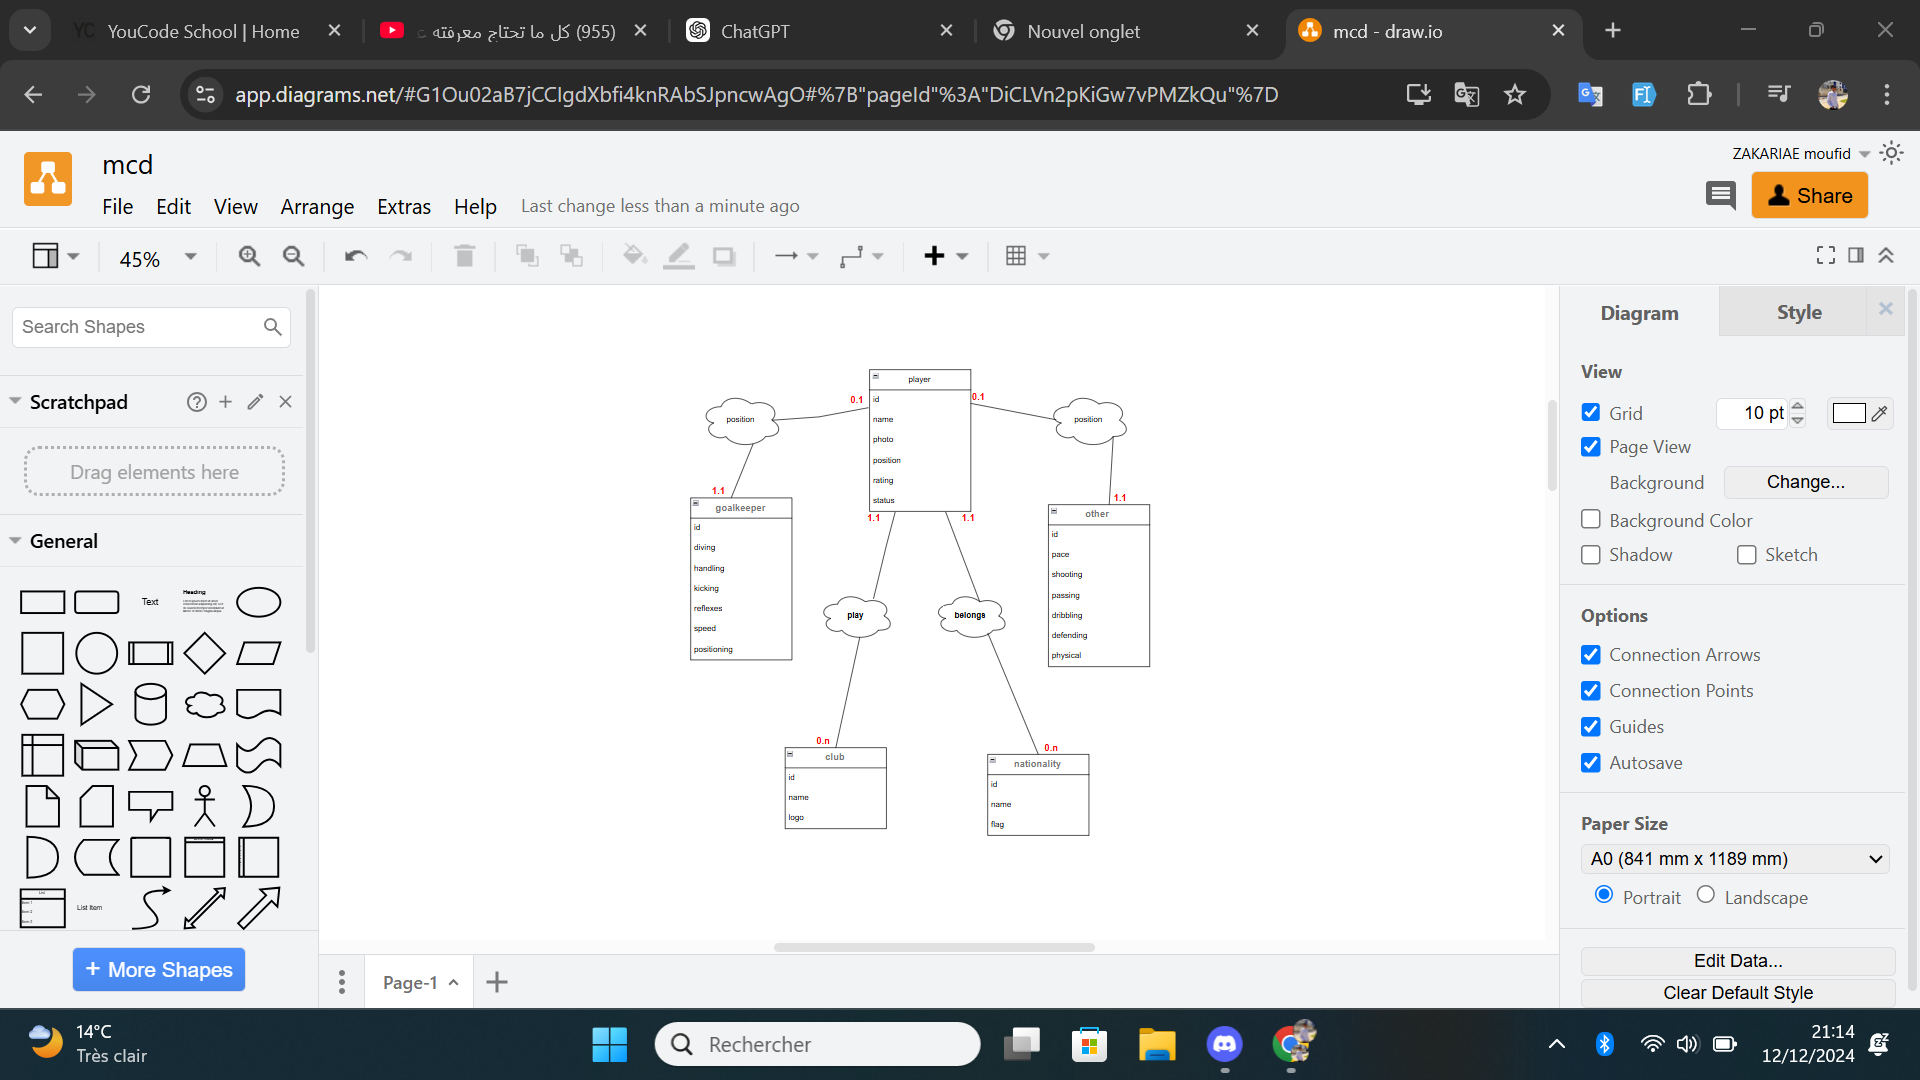 YouCode School | Home
(955) كل ما تحتاج معرفته ع
ChatGPT
Nouvel onglet
mcd - draw.io
app.diagrams.net/#G1Ou02aB7jCCIgdXbfi4knRAbSJpncwAgO#%7B"pageId"%3A"DiCLVn2pKiGw7vPMZkQu"%7D
mcd
ZAKARIAE moufid
File Edit View Arrange Extras Help Last change less than a minute ago
Share
45%
Search Shapes
Scratchpad
Drag elements here
General
Text
Heading
List
Item 1
Item 2
Item 3
List Item
+ More Shapes
player
id
name
photo
position
rating
status
0.1
0.1
1.1
1.1
position
position
1.1
goalkeeper
id
diving
handling
kicking
reflexes
speed
positioning
1.1
other
id
pace
shooting
passing
dribbling
defending
physical
play
belongs
0.n
club
id
name
logo
0.n
nationality
id
name
flag
Page-1
Diagram Style
View
Grid 10 pt
Page View
Background Change...
Background Color
Shadow Sketch
Options
Connection Arrows
Connection Points
Guides
Autosave
Paper Size
A0 (841 mm x 1189 mm)
Portrait Landscape
Edit Data...
Clear Default Style
14°C
Très clair
Rechercher
21:14
12/12/2024